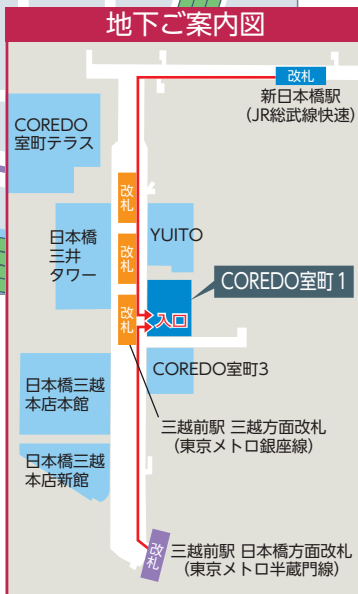 地下ご案内図
改札
新日本橋駅
(JR総武線快速)
COREDO
室町テラス
改札
日本橋
三井
タワー
改札
YUITO
COREDO室町1
改札
入口
COREDO室町3
日本橋三越
本店本館
三越前駅 三越方面改札
(東京メトロ銀座線)
日本橋三越
本店新館
改札
三越前駅 日本橋方面改札
(東京メトロ半蔵門線)